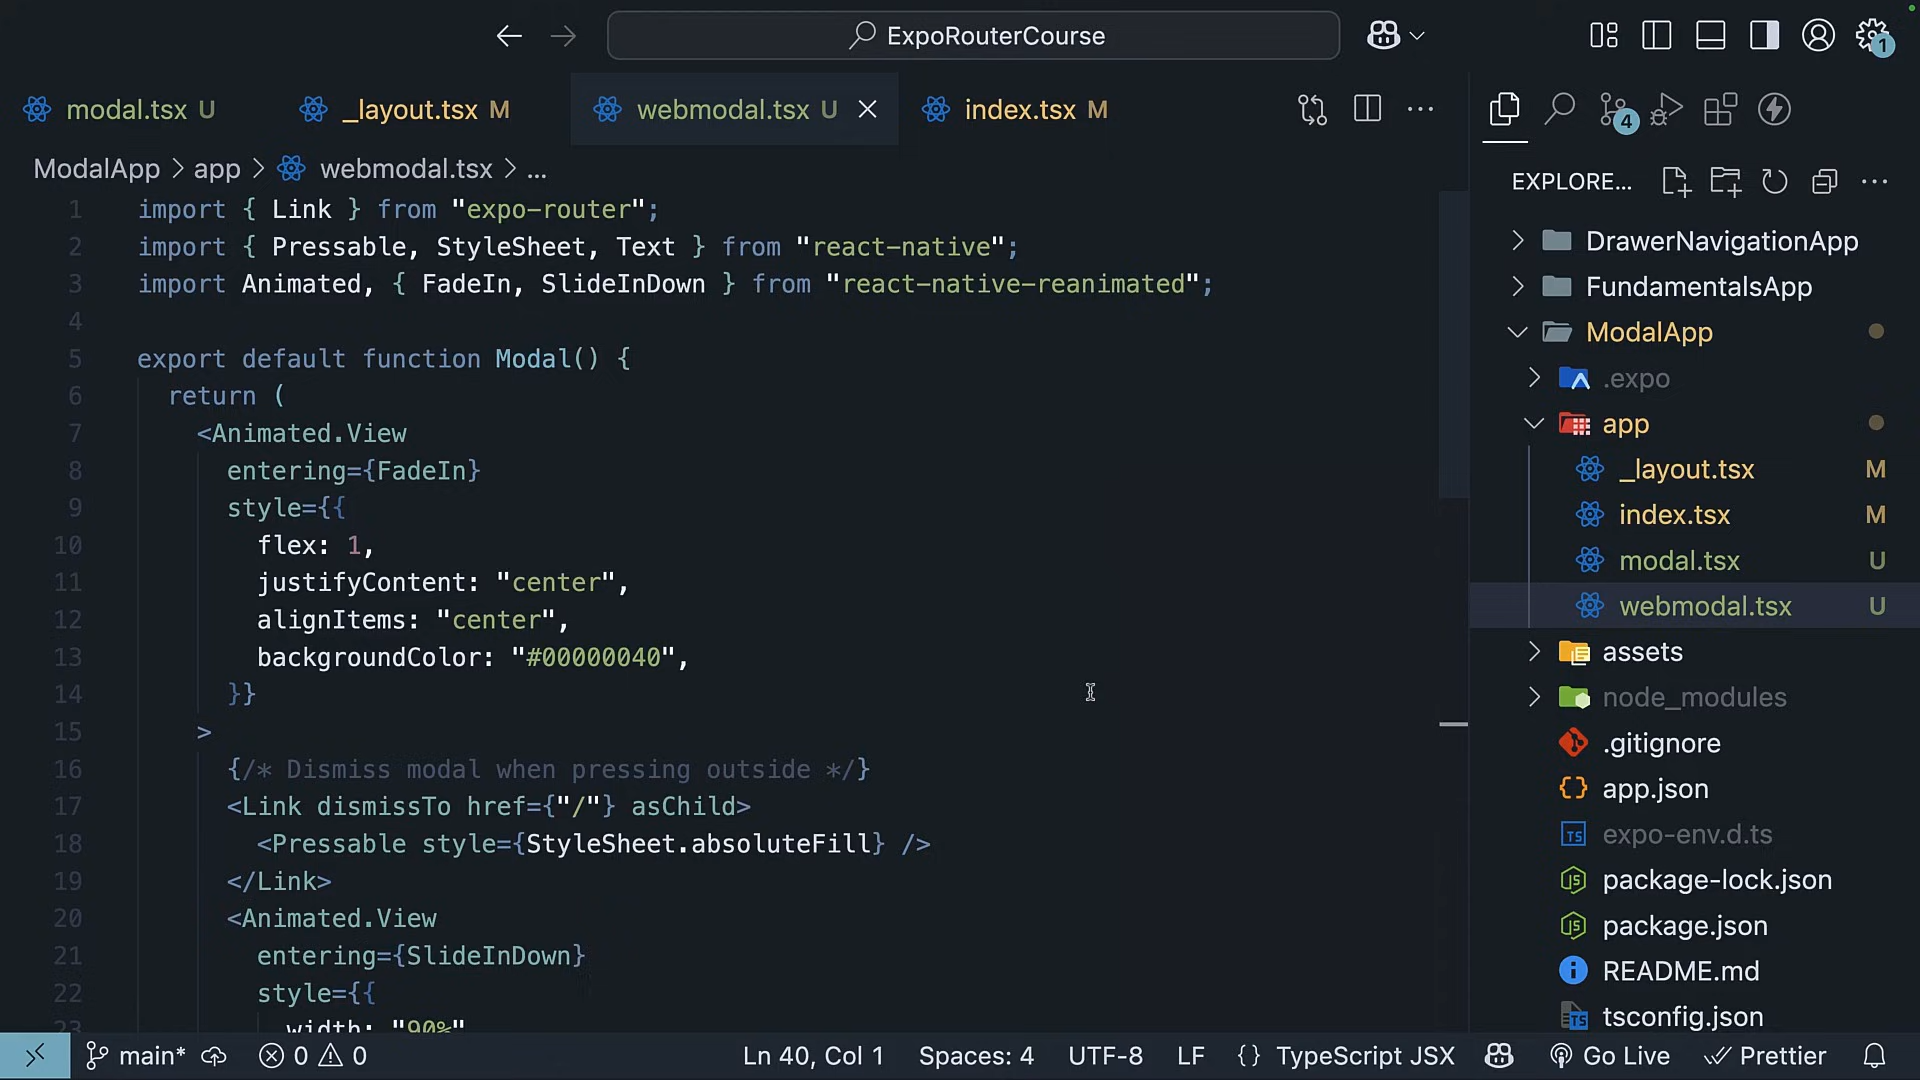 ExpoRouterCourse
1
modal.tsx U
_layout.tsx M
webmodal.tsx U
index.tsx M
4
ModalApp > app > webmodal.tsx > ...
EXPLORE...
1 import { Link } from "expo-router";
2 import { Pressable, StyleSheet, Text } from "react-native";
3 import Animated, { FadeIn, SlideInDown } from "react-native-reanimated";
4
5 export default function Modal() {
6 return (
7 <Animated.View
8 entering={FadeIn}
9 style={{
10 flex: 1,
11 justifyContent: "center",
12 alignItems: "center",
13 backgroundColor: "#00000040",
14 }}
15 >
16 {/* Dismiss modal when pressing outside */}
17 <Link dismissTo href={"/"} asChild>
18 <Pressable style={StyleSheet.absoluteFill} />
19 </Link>
20 <Animated.View
21 entering={SlideInDown}
22 style={{
23 width: "90%"
DrawerNavigationApp
FundamentalsApp
ModalApp
.expo
app
_layout.tsx M
index.tsx M
modal.tsx U
webmodal.tsx U
assets
node_modules
.gitignore
app.json
expo-env.d.ts
package-lock.json
package.json
README.md
tsconfig.json
main* 0 0 Ln 40, Col 1 Spaces: 4 UTF-8 LF {} TypeScript JSX Go Live Prettier